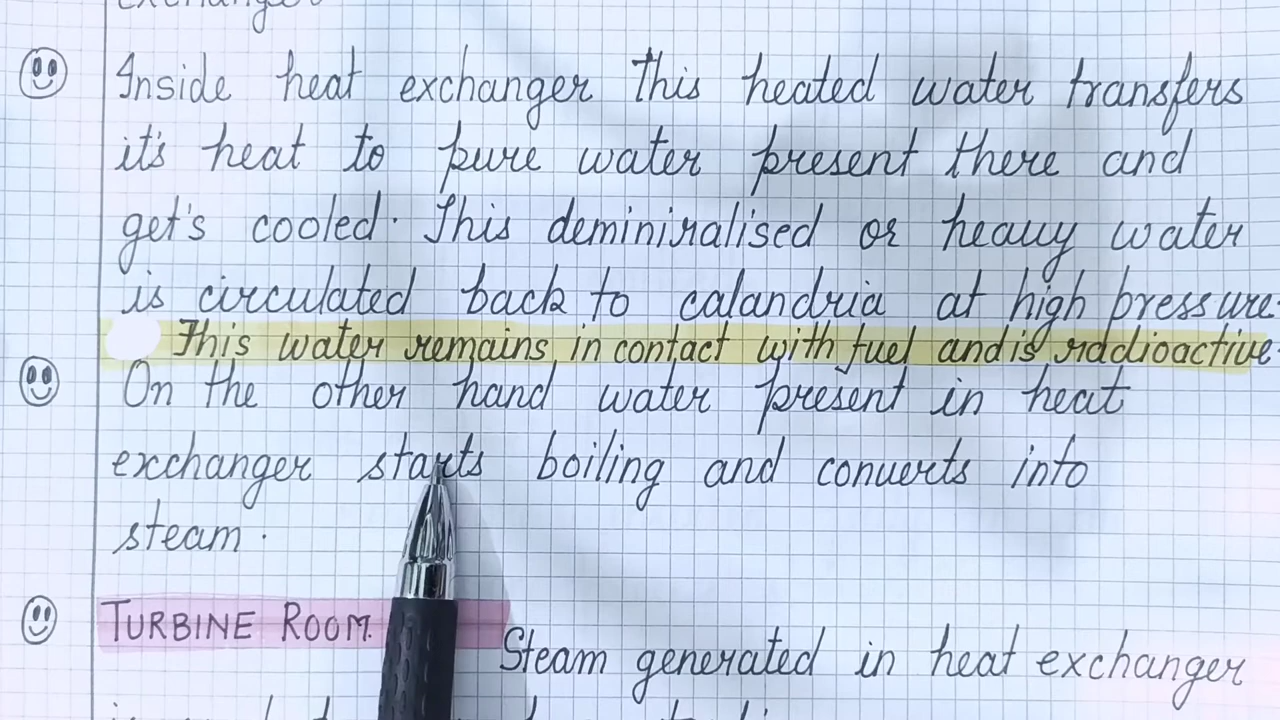 Inside heat exchanger This heated water transfers
it's heat to pure water present there and
get's cooled. This deminiralised or heavy water
is circulated back to calandria at high pressure.
This water remains in contact with fuel and is radioactive.
On the other hand water present in heat
exchanger starts boiling and converts into
steam.
TURBINE ROOM.
Steam generated in heat exchanger